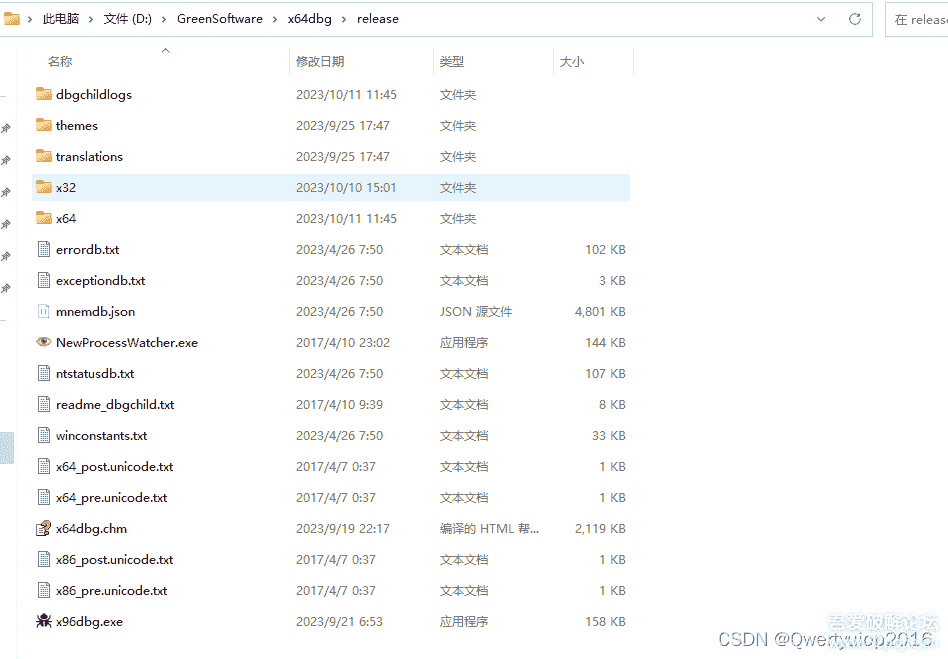 此电脑 › 文件 (D:) › GreenSoftware › x64dbg › release 在 release
名称 修改日期 类型 大小
dbgchildlogs 2023/10/11 11:45 文件夹
themes 2023/9/25 17:47 文件夹
translations 2023/9/25 17:47 文件夹
x32 2023/10/10 15:01 文件夹
x64 2023/10/11 11:45 文件夹
errordb.txt 2023/4/26 7:50 文本文档 102 KB
exceptiondb.txt 2023/4/26 7:50 文本文档 3 KB
mnemdb.json 2023/4/26 7:50 JSON 源文件 4,801 KB
NewProcessWatcher.exe 2017/4/10 23:02 应用程序 144 KB
ntstatusdb.txt 2023/4/26 7:50 文本文档 107 KB
readme_dbgchild.txt 2017/4/10 9:39 文本文档 8 KB
winconstants.txt 2023/4/26 7:50 文本文档 33 KB
x64_post.unicode.txt 2017/4/7 0:37 文本文档 1 KB
x64_pre.unicode.txt 2017/4/7 0:37 文本文档 1 KB
x64dbg.chm 2023/9/19 22:17 编译的 HTML 帮... 2,119 KB
x86_post.unicode.txt 2017/4/7 0:37 文本文档 1 KB
x86_pre.unicode.txt 2017/4/7 0:37 文本文档 1 KB
x96dbg.exe 2023/9/21 6:53 应用程序 158 KB
吾爱破解论坛
CSDN @Qwertyuiop2016